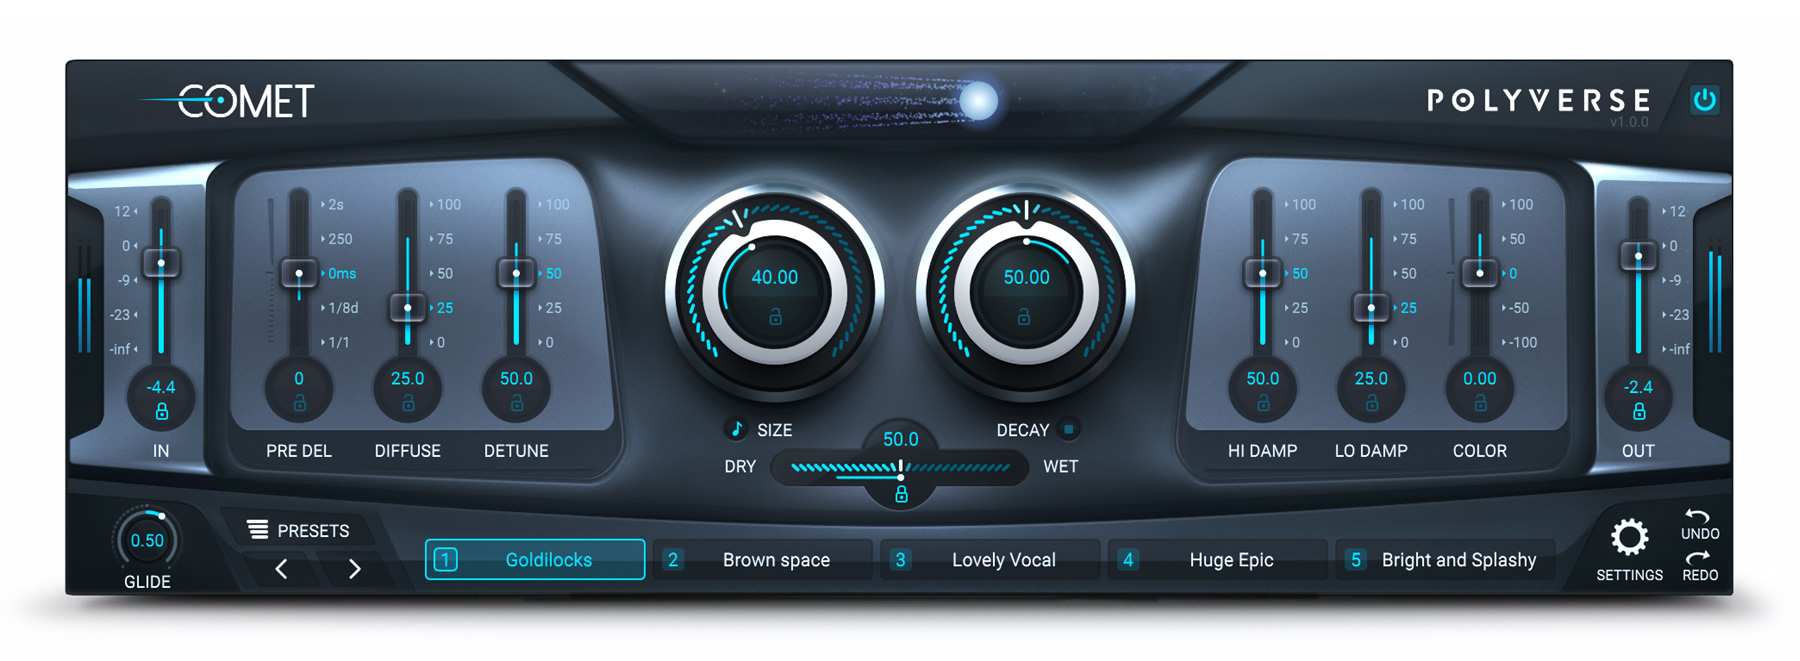 COMET
POLYVERSE
v1.0.0
12
0
-9
-23
-inf
-4.4
IN
2s
250
0ms
1/8d
1/1
0
PRE DEL
100
75
50
25
0
25.0
DIFFUSE
100
75
50
25
0
50.0
DETUNE
40.00
SIZE
50.00
DECAY
DRY
50.0
WET
100
75
50
25
0
50.0
HI DAMP
100
75
50
25
0
25.0
LO DAMP
100
50
0
-50
-100
0.00
COLOR
12
0
-9
-23
-inf
-2.4
OUT
0.50
GLIDE
PRESETS
1 Goldilocks
2 Brown space
3 Lovely Vocal
4 Huge Epic
5 Bright and Splashy
SETTINGS
UNDO
REDO